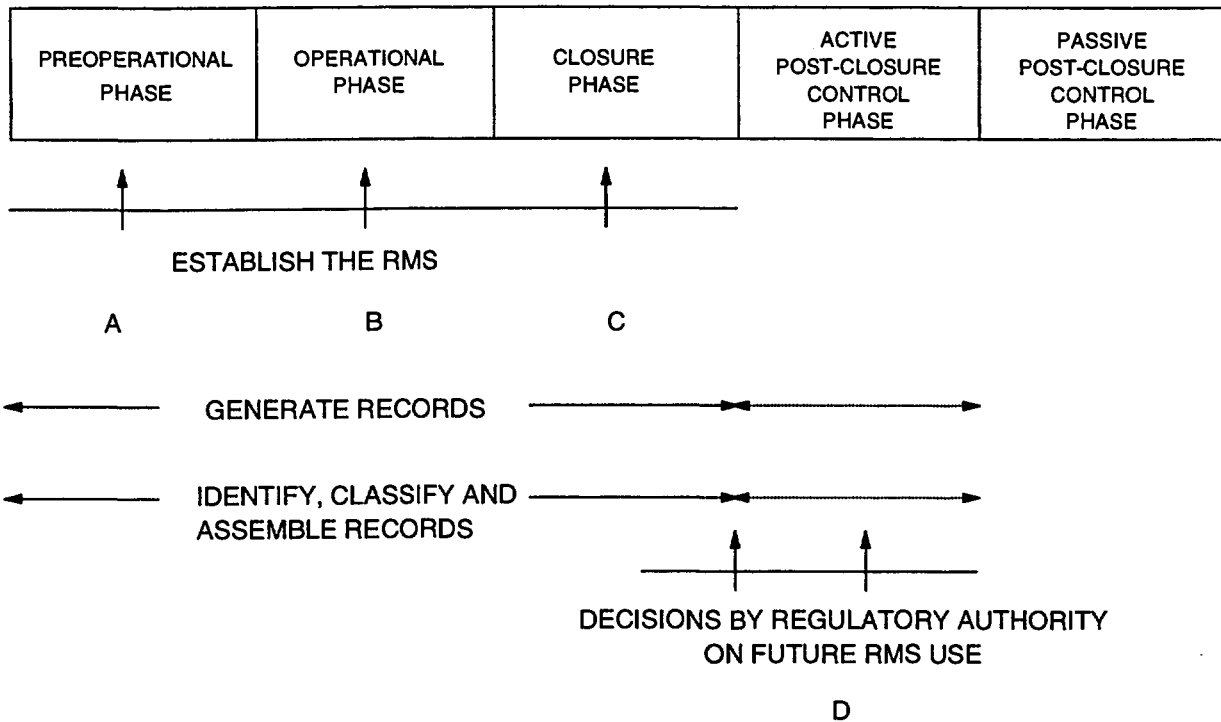 PREOPERATIONAL
PHASE
OPERATIONAL
PHASE
CLOSURE
PHASE
ACTIVE
POST-CLOSURE
CONTROL
PHASE
PASSIVE
POST-CLOSURE
CONTROL
PHASE
ESTABLISH THE RMS
A
B
C
GENERATE RECORDS
IDENTIFY, CLASSIFY AND
ASSEMBLE RECORDS
DECISIONS BY REGULATORY AUTHORITY
ON FUTURE RMS USE
D